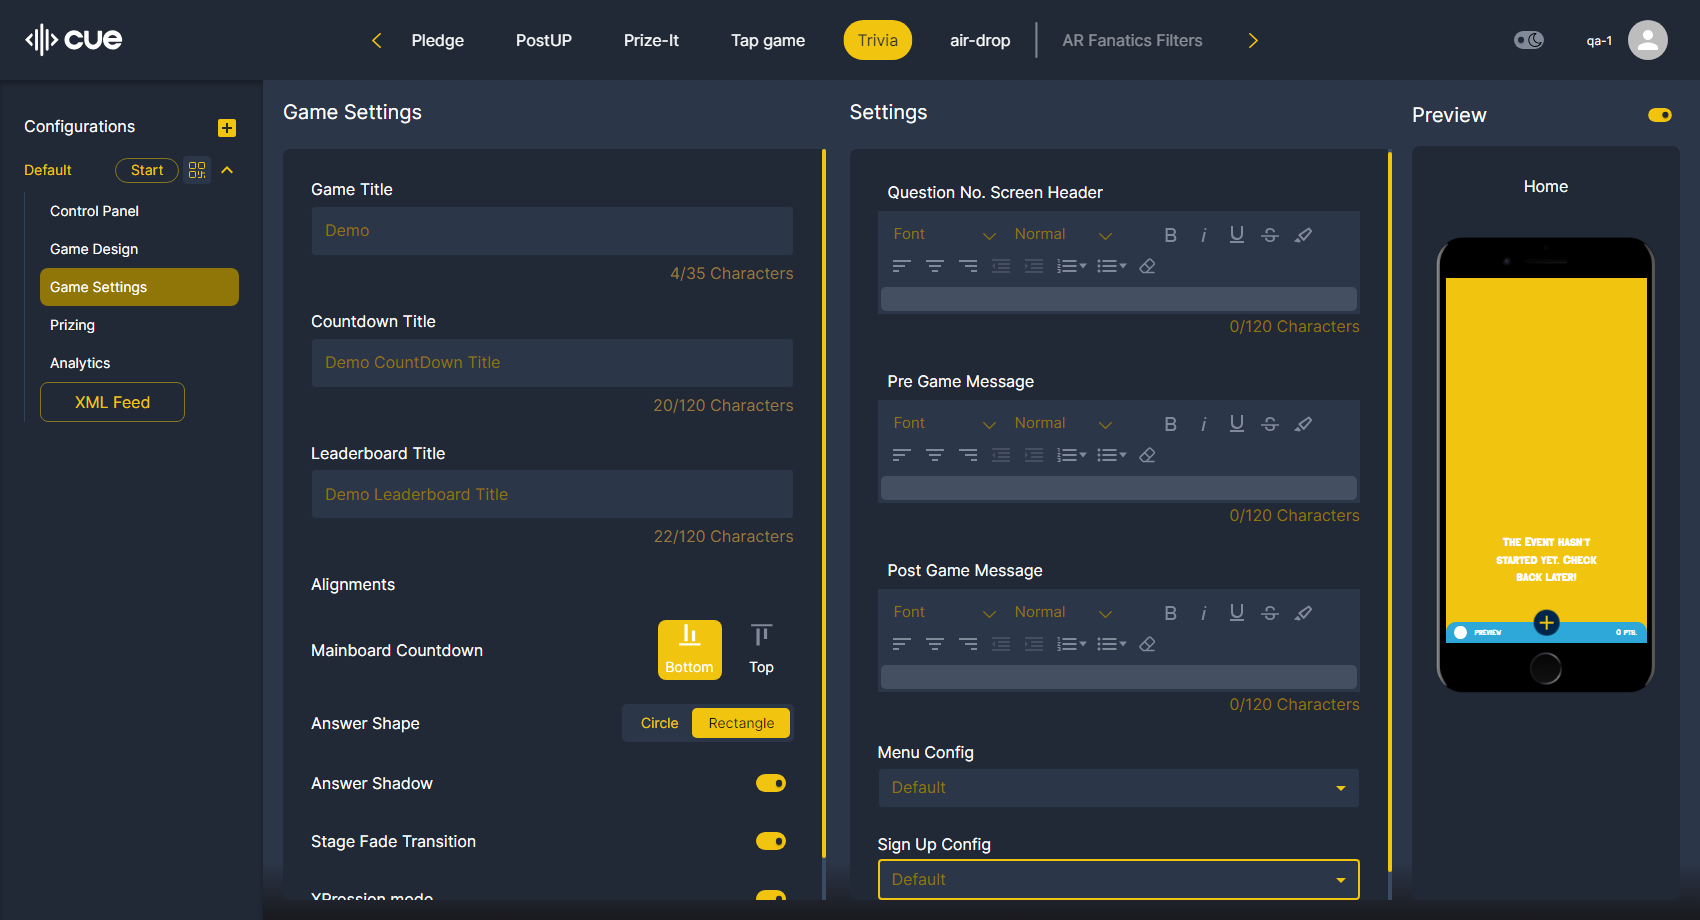 cue
Pledge
PostUP
Prize-It
Tap game
Trivia
air-drop
AR Fanatics Filters
qa-1
Configurations
Default
Start
Control Panel
Game Design
Game Settings
Prizing
Analytics
XML Feed
Game Settings
Game Title
Demo
4/35 Characters
Countdown Title
Demo CountDown Title
20/120 Characters
Leaderboard Title
Demo Leaderboard Title
22/120 Characters
Alignments
Mainboard Countdown
Bottom
Top
Answer Shape
Circle
Rectangle
Answer Shadow
Stage Fade Transition
XPression mode
Settings
Question No. Screen Header
Font
Normal
B
i
U
S
0/120 Characters
Pre Game Message
Font
Normal
B
i
U
S
0/120 Characters
Post Game Message
Font
Normal
B
i
U
S
0/120 Characters
Menu Config
Default
Sign Up Config
Default
Preview
Home
The Event hasn't
started yet. Check
back later!
PREVIEW
0 PTS.